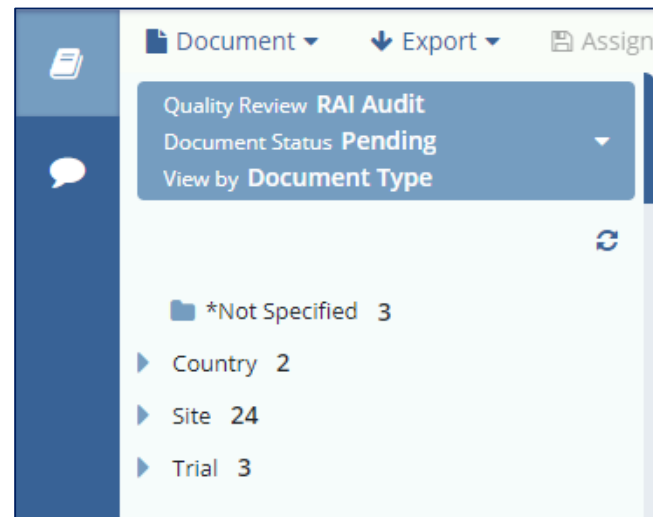 Document Export Assign
Quality Review RAI Audit
Document Status Pending
View by Document Type
*Not Specified 3
Country 2
Site 24
Trial 3